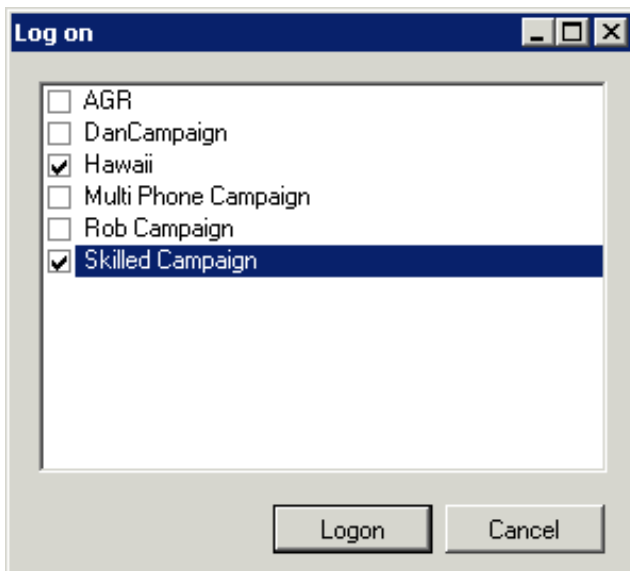 Log on
AGR
DanCampaign
Hawaii
Multi Phone Campaign
Rob Campaign
Skilled Campaign
Logon
Cancel